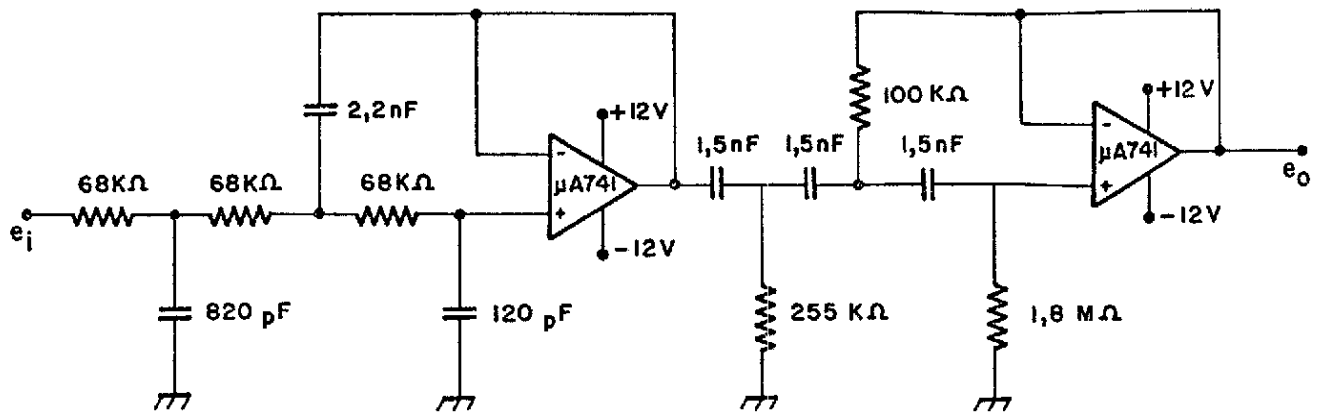 2,2nF
100 KΩ
+12V
+12V
1,5nF
1,5nF
1,5nF
68KΩ
68KΩ
68KΩ
-
μA741
+
-
μA741
+
ei
eo
-12V
-12V
820 pF
120 pF
255 KΩ
1,8 MΩ